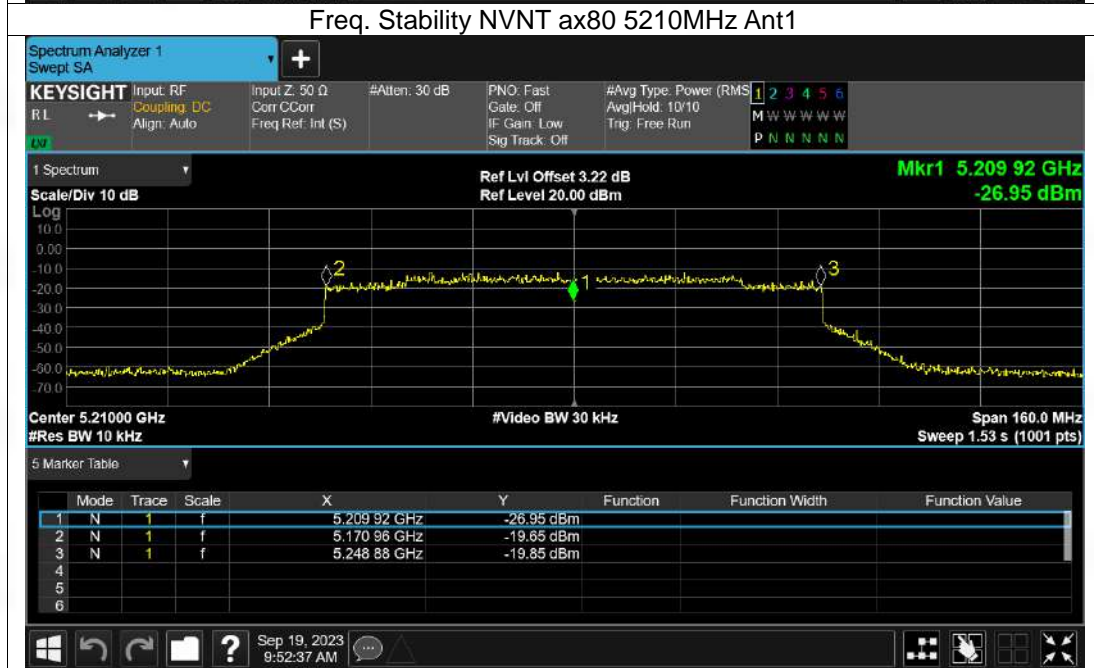 Freq. Stability NVNT ax80 5210MHz Ant1
Spectrum Analyzer 1
Swept SA
+
KEYSIGHT Input: RF Input Z: 50 Ω #Atten: 30 dB PNO: Fast #Avg Type: Power (RMS 1 2 3 4 5 6
RL Coupling: DC Corr CCorr Gate: Off Avg|Hold: 10/10 M W W W W W
Align: Auto Freq Ref: Int (S) IF Gain: Low Trig: Free Run
Sig Track: Off P N N N N N
1 Spectrum Ref Lvl Offset 3.22 dB Mkr1 5.209 92 GHz
Scale/Div 10 dB Ref Level 20.00 dBm -26.95 dBm
Log
10.0
0.00
-10.0
-20.0
-30.0
-40.0
-50.0
-60.0
-70.0
2 1 3
Center 5.21000 GHz #Video BW 30 kHz Span 160.0 MHz
#Res BW 10 kHz Sweep 1.53 s (1001 pts)
5 Marker Table
Mode Trace Scale X Y Function Function Width Function Value
1 N 1 f 5.209 92 GHz -26.95 dBm
2 N 1 f 5.170 96 GHz -19.65 dBm
3 N 1 f 5.248 88 GHz -19.85 dBm
4
5
6
? Sep 19, 2023
9:52:37 AM